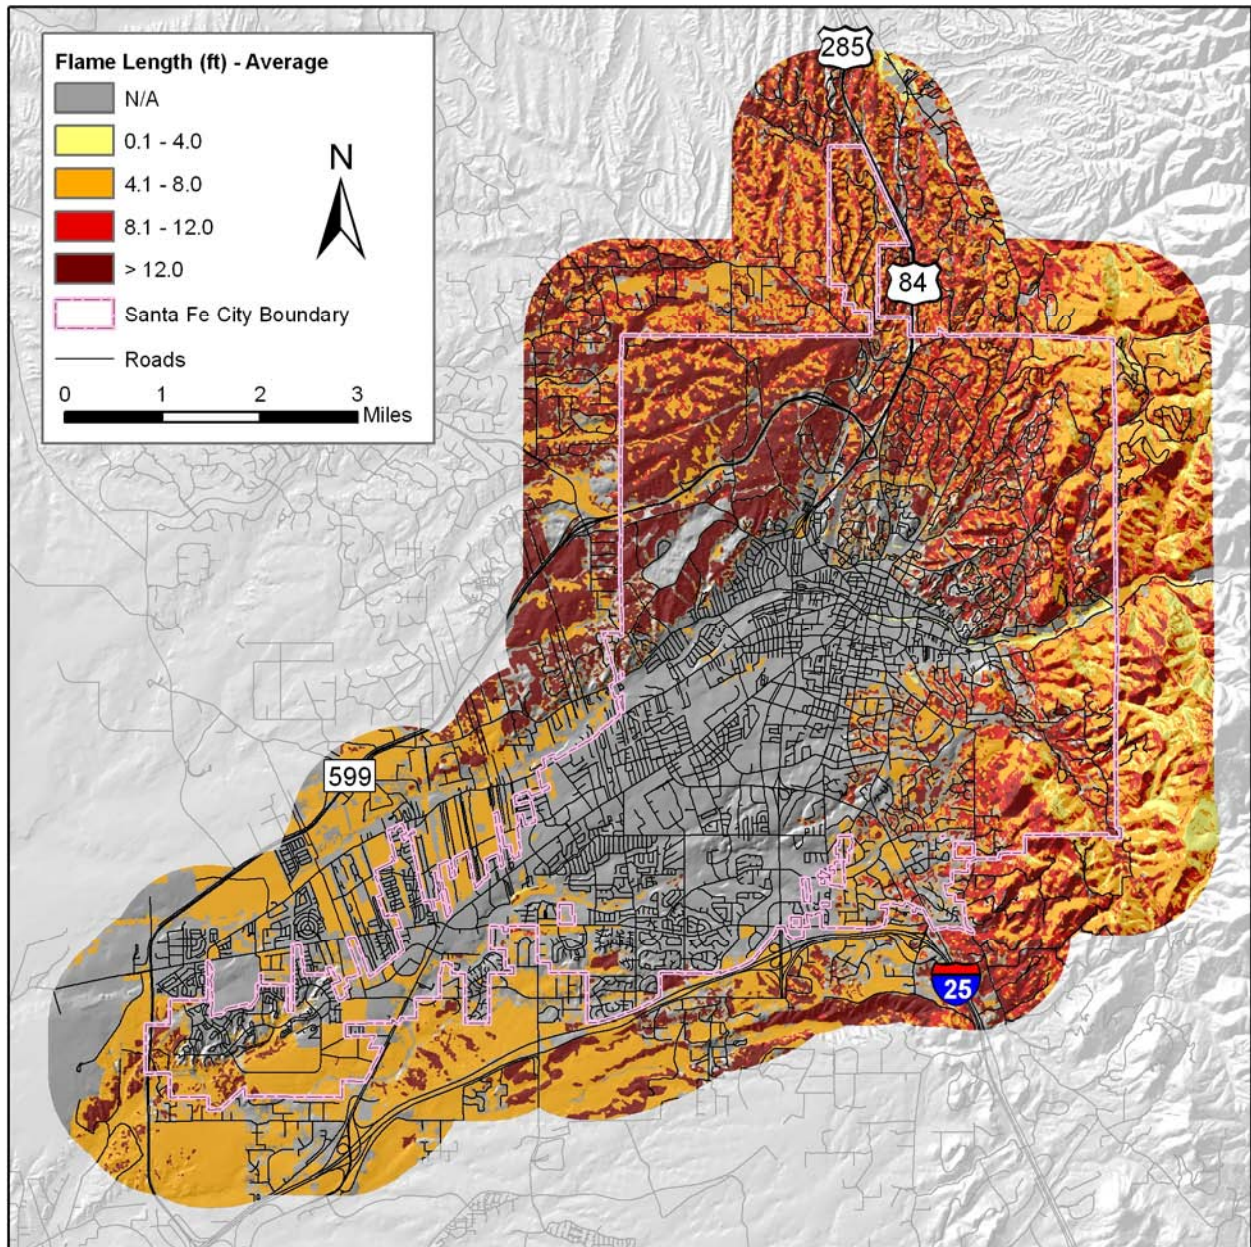 Flame Length (ft) - Average
N/A
0.1 - 4.0
4.1 - 8.0
8.1 - 12.0
> 12.0
Santa Fe City Boundary
Roads
N
0 1 2 3
Miles
285
84
599
25